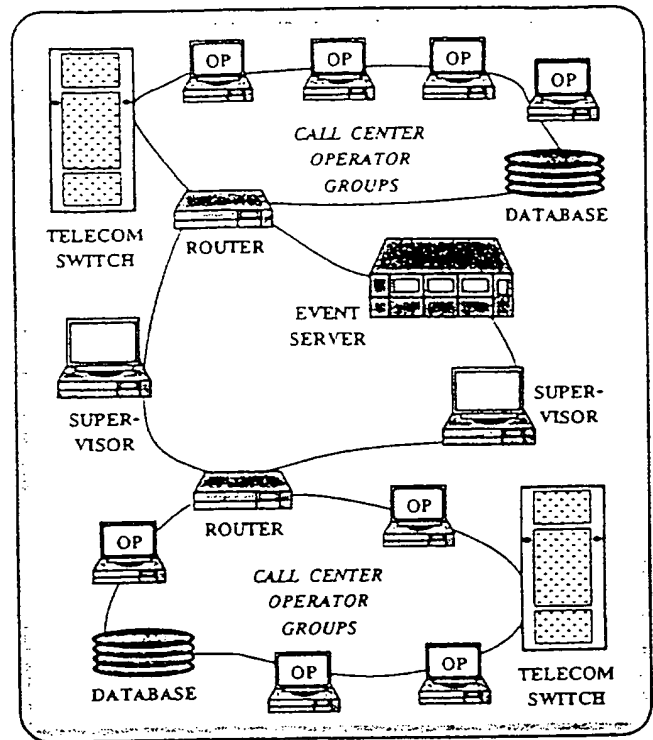 OP
OP
OP
OP
CALL CENTER
OPERATOR
GROUPS
DATABASE
TELECOM
SWITCH
ROUTER
EVENT
SERVER
SUPER-
VISOR
SUPER-
VISOR
ROUTER
OP
OP
CALL CENTER
OPERATOR
GROUPS
DATABASE
OP
OP
TELECOM
SWITCH